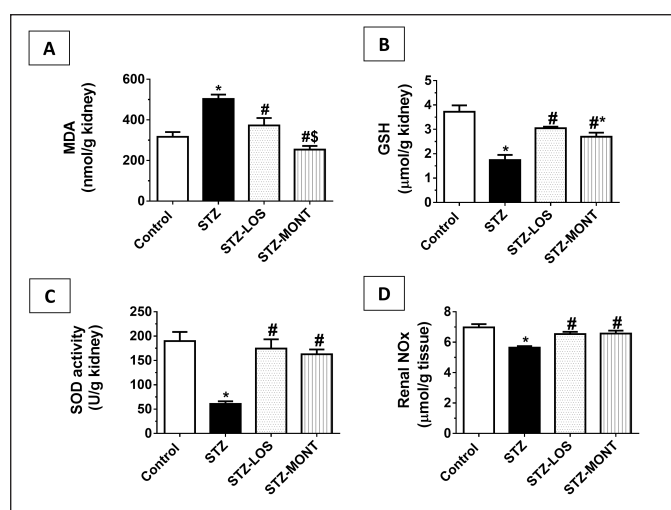 A
MDA
(nmol/g kidney)
600
400
200
0
*
#
#$
Control
STZ
STZ-LOS
STZ-MONT
B
GSH
(μmol/g kidney)
5
4
3
2
1
0
*
#
#*
Control
STZ
STZ-LOS
STZ-MONT
C
SOD activity
(U/g kidney)
250
200
150
100
50
0
*
#
#
Control
STZ
STZ-LOS
STZ-MONT
D
Renal NOx
(μmol/g tissue)
8
6
4
2
0
*
#
#
Control
STZ
STZ-LOS
STZ-MONT